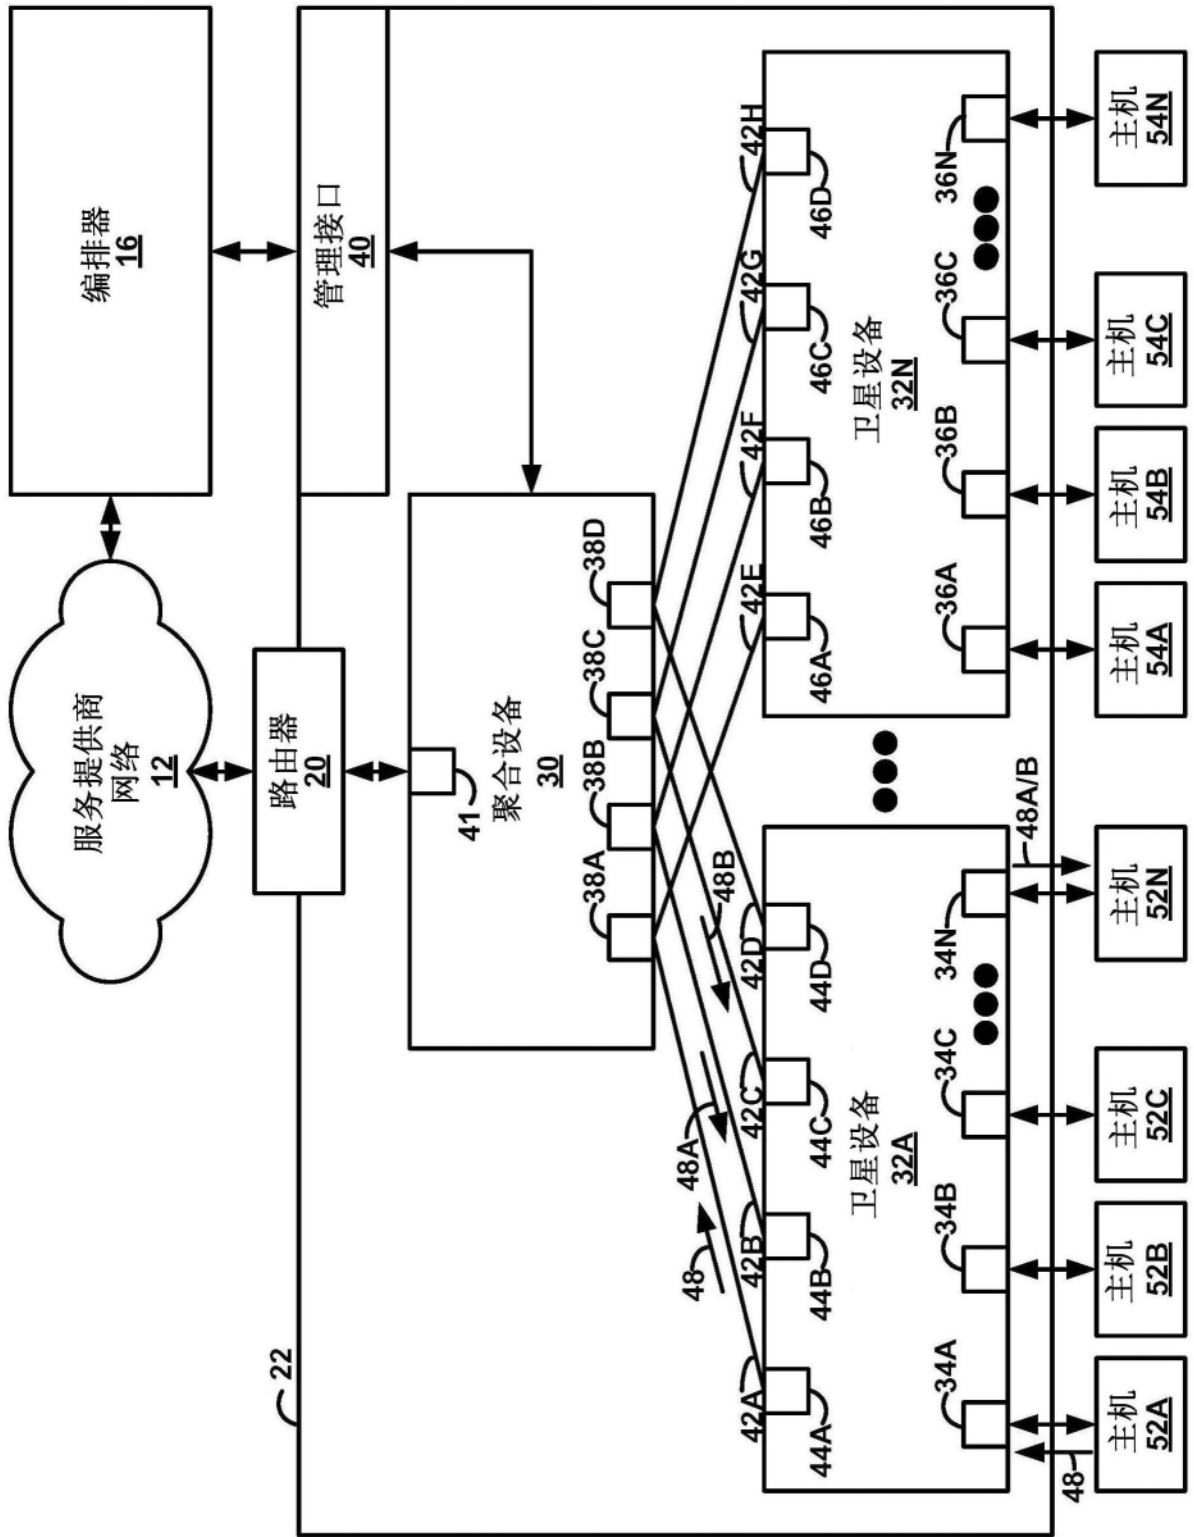 服务提供商
网络
12
编排器
16
22
路由器
20
管理接口
40
41
聚合设备
30
38A
38B
38C
38D
48
48A
48B
42A
42B
42C
42D
42E
42F
42G
42H
44A
44B
44C
44D
46A
46B
46C
46D
卫星设备
32A
卫星设备
32N
34A
34B
34C
34N
36A
36B
36C
36N
48
48A/B
主机
52A
主机
52B
主机
52C
主机
52N
主机
54A
主机
54B
主机
54C
主机
54N